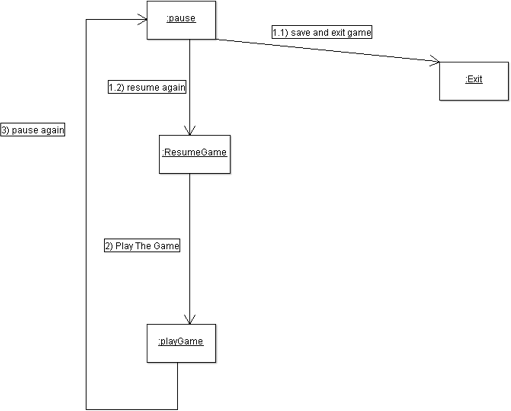 :pause
1.1) save and exit game
:Exit
1.2) resume again
3) pause again
:ResumeGame
2) Play The Game
:playGame